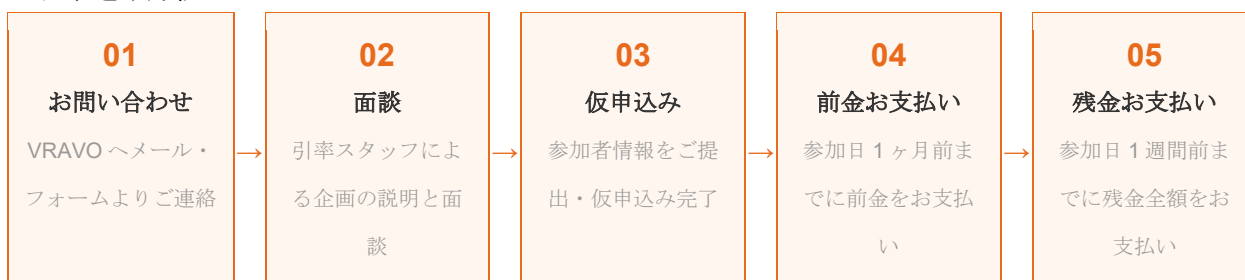 01
お問い合わせ
VRAVO へメール・
フォームよりご連絡
→
02
面談
引率スタッフによ
る企画の説明と面
談
→
03
仮申込み
参加者情報をご提
出・仮申込み完了
→
04
前金お支払い
参加日 1 ヶ月前ま
でに前金をお支払
い
→
05
残金お支払い
参加日 1 週間前ま
でに残金全額をお
支払い